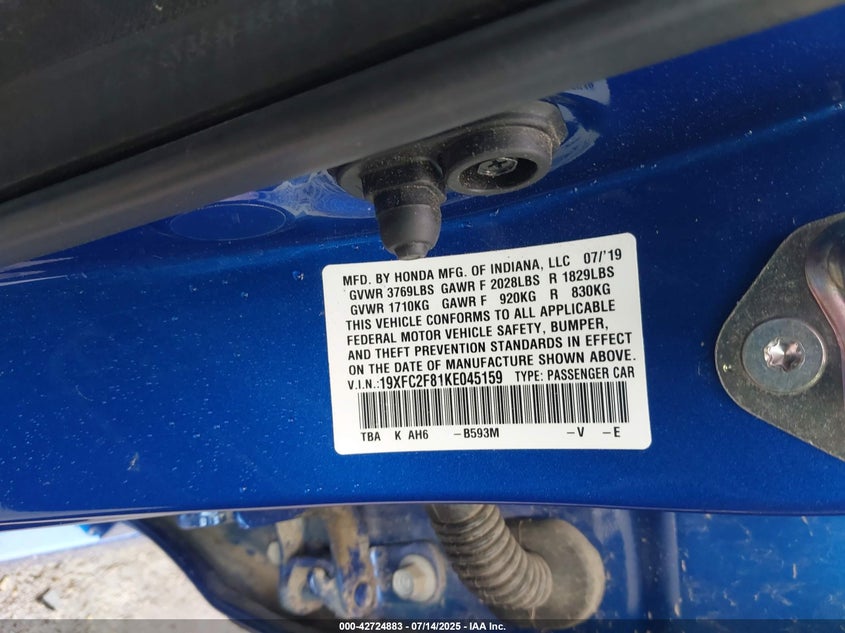 MFD. BY HONDA MFG. OF INDIANA, LLC 07/'19
GVWR 3769LBS GAWR F 2028LBS R 1829LBS
GVWR 1710KG GAWR F 920KG R 830KG
THIS VEHICLE CONFORMS TO ALL APPLICABLE
FEDERAL MOTOR VEHICLE SAFETY, BUMPER,
AND THEFT PREVENTION STANDARDS IN EFFECT
ON THE DATE OF MANUFACTURE SHOWN ABOVE.
V.I.N.:19XFC2F81KE045159 TYPE: PASSENGER CAR
TBA K AH6 -B593M -V -E
000-42724883 - 07/14/2025 - IAA Inc.